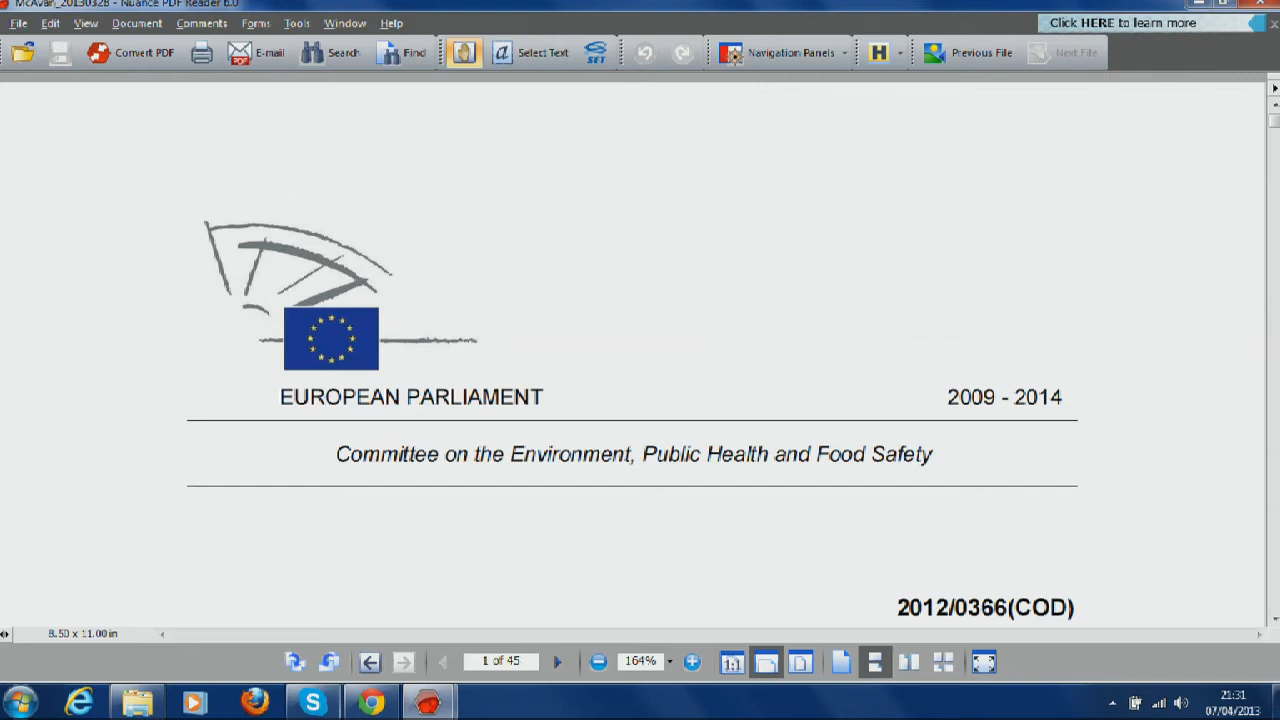 McAvan_20130328 - Nuance PDF Reader 6.0
File Edit View Document Comments Forms Tools Window Help
Click HERE to learn more
Convert PDF E-mail Search Find Select Text SET Navigation Panels H Previous File Next File
EUROPEAN PARLIAMENT 2009 - 2014
Committee on the Environment, Public Health and Food Safety
2012/0366(COD)
8.50 x 11.00 in
1 of 45 164% 1:1
21:31
07/04/2013